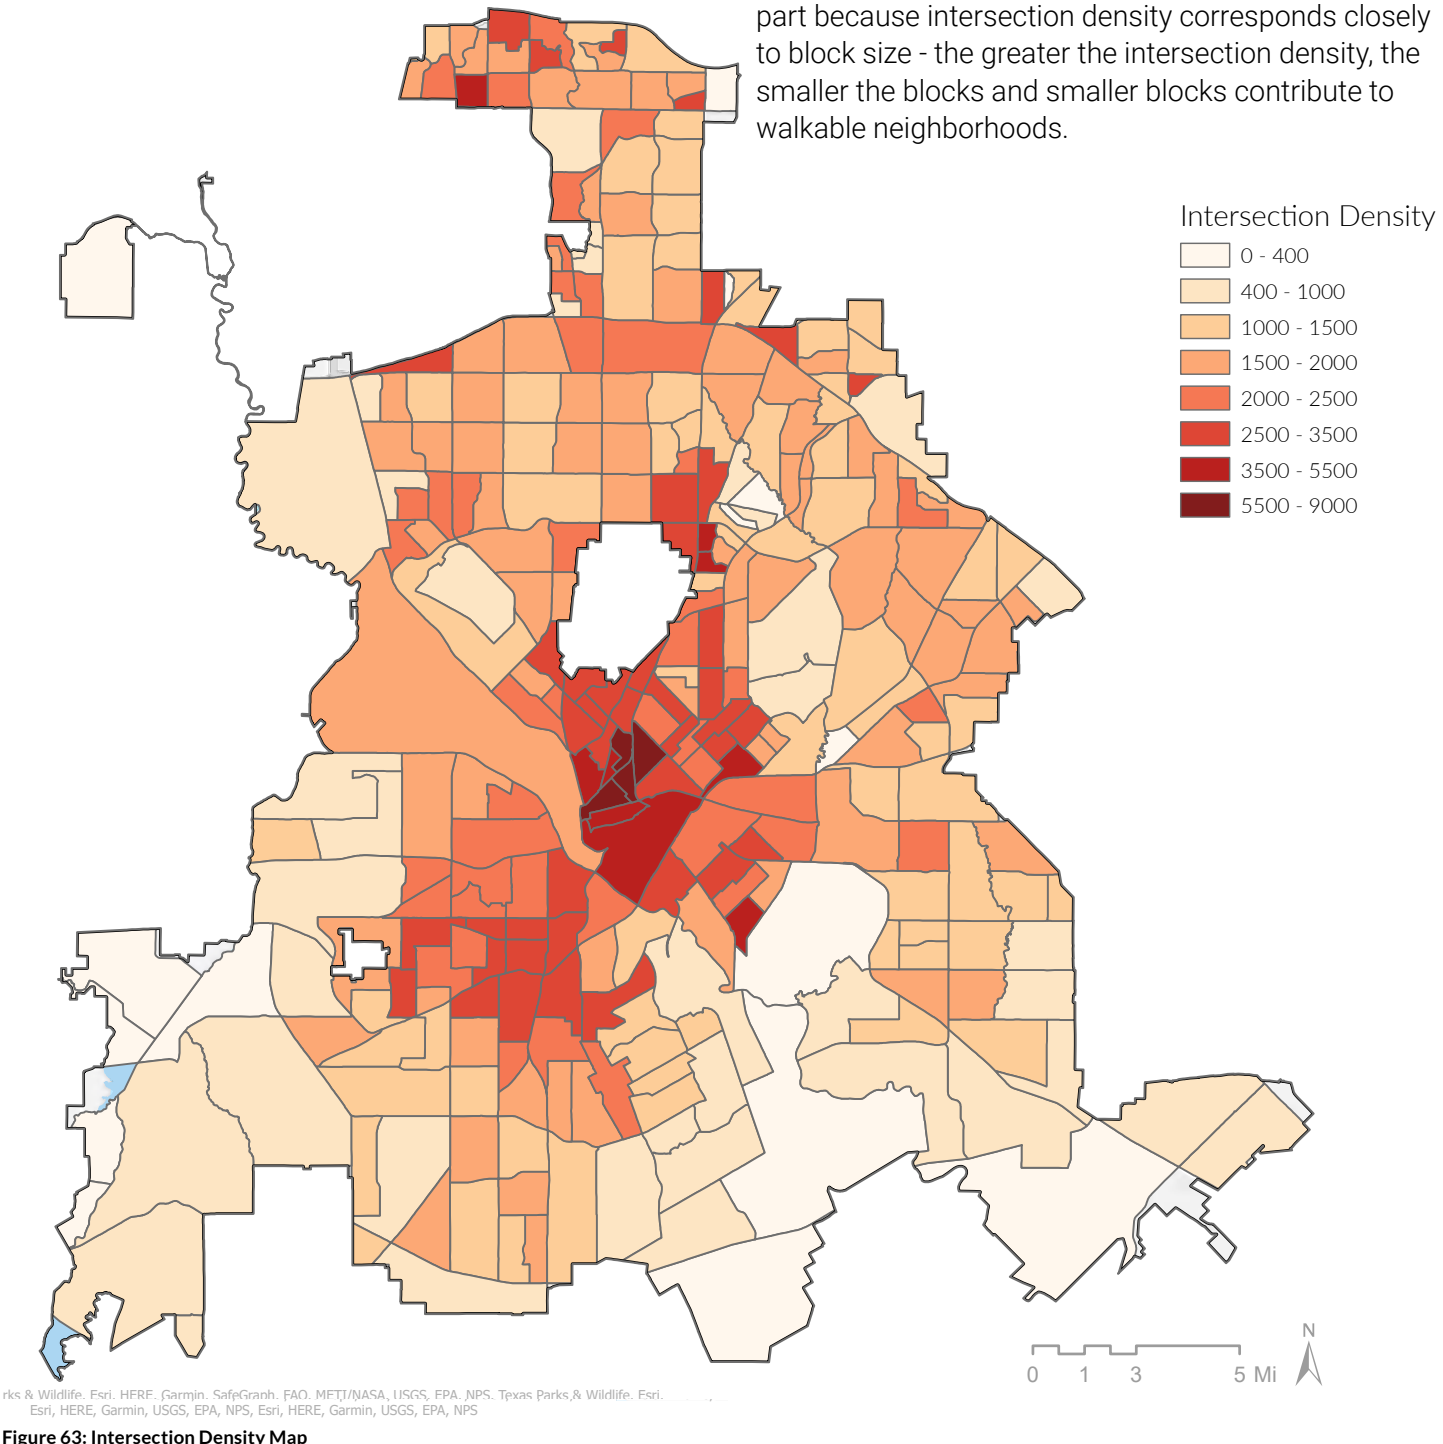 part because intersection density corresponds closely
to block size - the greater the intersection density, the
smaller the blocks and smaller blocks contribute to
walkable neighborhoods.
Intersection Density
0 - 400
400 - 1000
1000 - 1500
1500 - 2000
2000 - 2500
2500 - 3500
3500 - 5500
5500 - 9000
N
0 1 3 5 Mi
rks & Wildlife, Esri, HERE, Garmin, SafeGraph, FAO, METI/NASA, USGS, EPA, NPS, Texas Parks & Wildlife, Esri,
Esri, HERE, Garmin, USGS, EPA, NPS, Esri, HERE, Garmin, USGS, EPA, NPS
Figure 63: Intersection Density Map